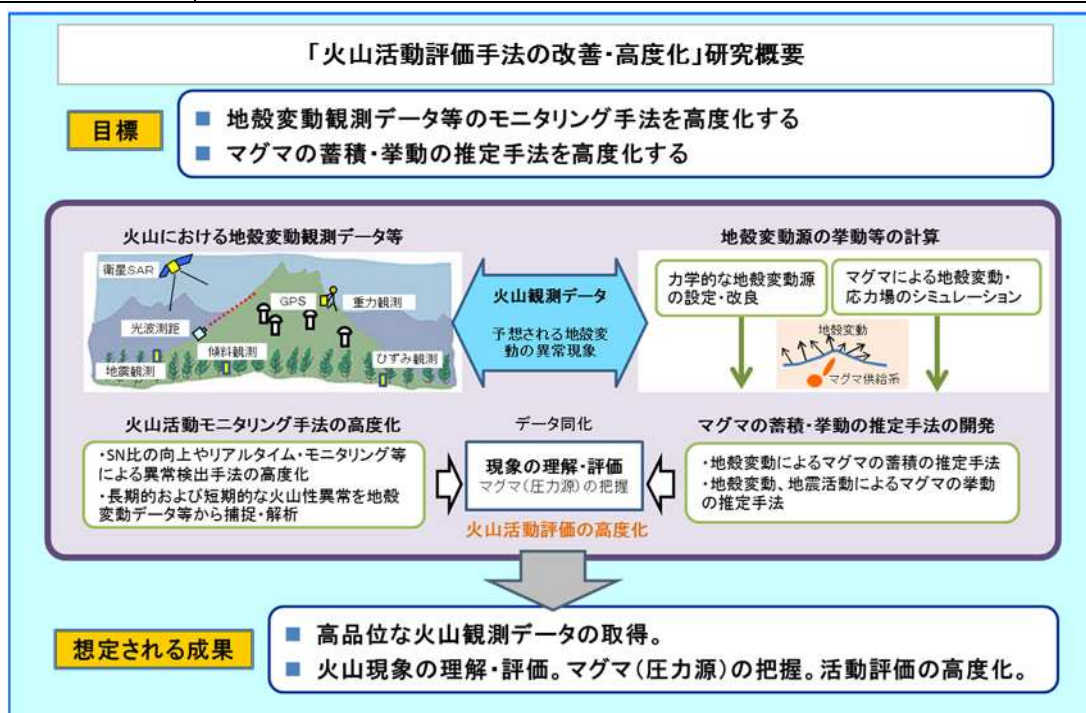 「火山活動評価手法の改善・高度化」研究概要
目標
■ 地殻変動観測データ等のモニタリング手法を高度化する
■ マグマの蓄積・挙動の推定手法を高度化する
火山における地殻変動観測データ等
衛星SAR
GPS
重力観測
光波測距
傾斜観測
地震観測
ひずみ観測
火山観測データ
予想される地殻変
動の異常現象
地殻変動源の挙動等の計算
力学的な地殻変動源
の設定・改良
マグマによる地殻変動・
応力場のシミュレーション
地殻変動
マグマ供給系
火山活動モニタリング手法の高度化
・SN比の向上やリアルタイム・モニタリング等
による異常検出手法の高度化
・長期的および短期的な火山性異常を地殻
変動データ等から捕捉・解析
データ同化
現象の理解・評価
マグマ(圧力源)の把握
火山活動評価の高度化
マグマの蓄積・挙動の推定手法の開発
・地殻変動によるマグマの蓄積の推定手法
・地殻変動、地震活動によるマグマの挙動
の推定手法
想定される成果
■ 高品位な火山観測データの取得。
■ 火山現象の理解・評価。マグマ(圧力源)の把握。活動評価の高度化。